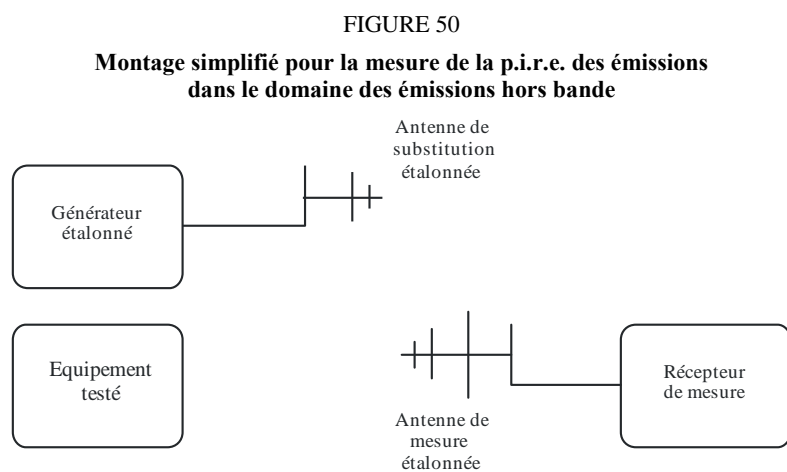 FIGURE 50
Montage simplifié pour la mesure de la p.i.r.e. des émissions
dans le domaine des émissions hors bande
Antenne de
substitution
étalonnée
Générateur
étalonné
Equipement
testé
Antenne de
mesure
étalonnée
Récepteur
de mesure